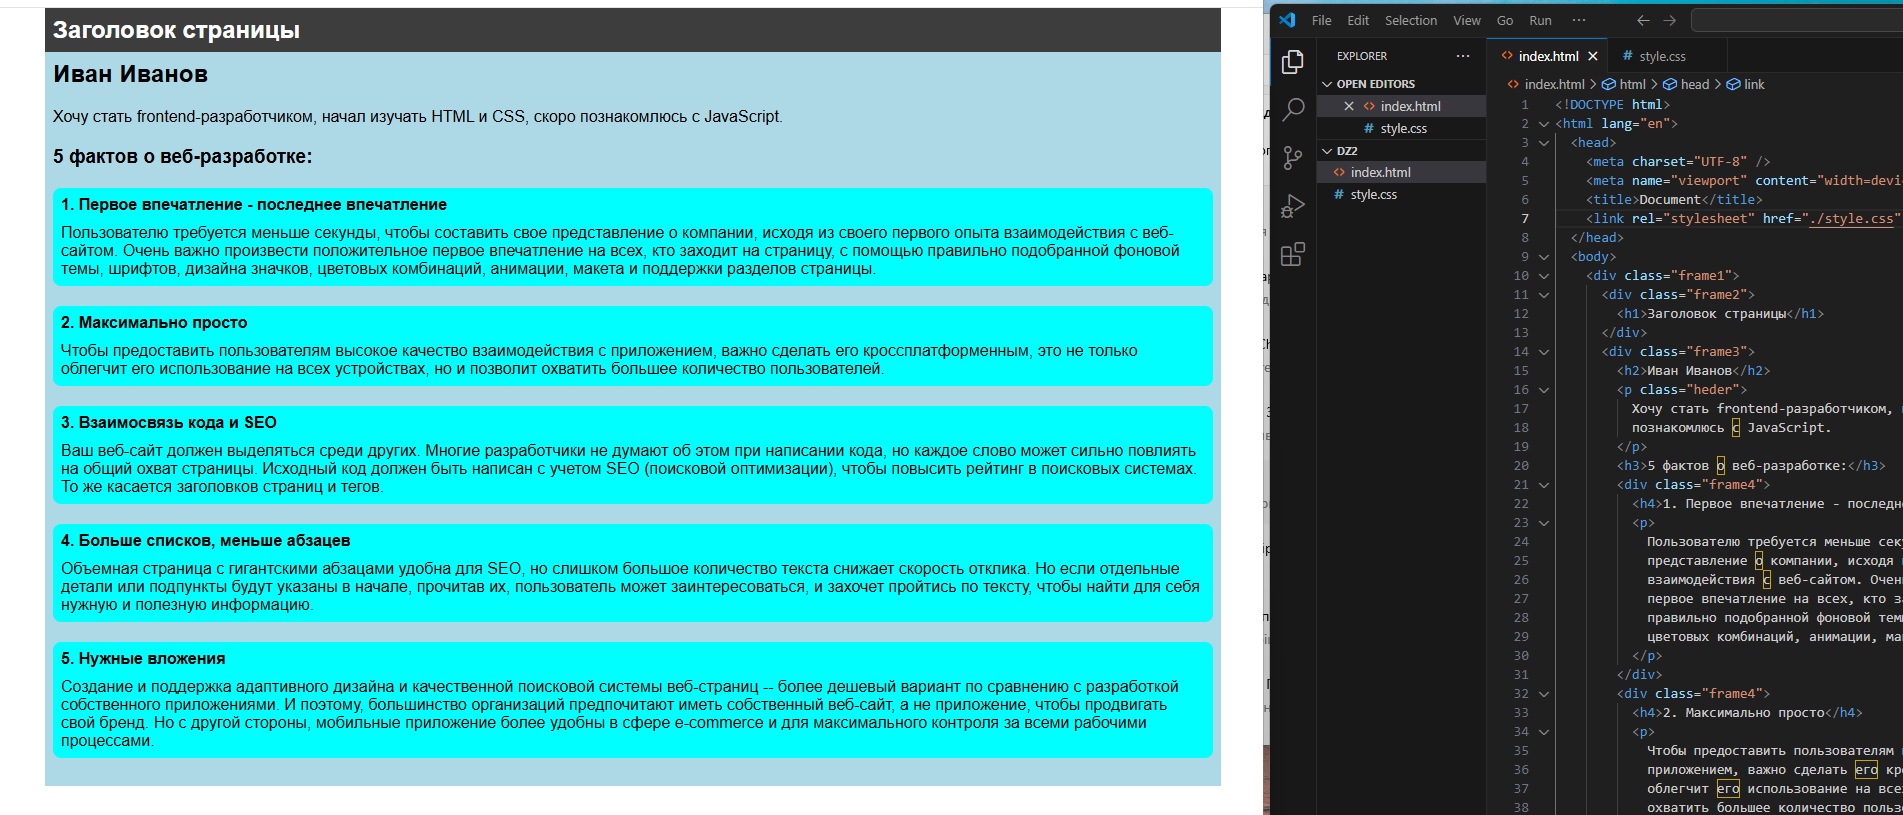 Заголовок страницы
Иван Иванов
Хочу стать frontend-разработчиком, начал изучать HTML и CSS, скоро познакомлюсь с JavaScript.
5 фактов о веб-разработке:
1. Первое впечатление - последнее впечатление
Пользователю требуется меньше секунды, чтобы составить свое представление о компании, исходя из своего первого опыта взаимодействия с веб-
сайтом. Очень важно произвести положительное первое впечатление на всех, кто заходит на страницу, с помощью правильно подобранной фоновой
темы, шрифтов, дизайна значков, цветовых комбинаций, анимации, макета и поддержки разделов страницы.
2. Максимально просто
Чтобы предоставить пользователям высокое качество взаимодействия с приложением, важно сделать его кроссплатформенным, это не только
облегчит его использование на всех устройствах, но и позволит охватить большее количество пользователей.
3. Взаимосвязь кода и SEO
Ваш веб-сайт должен выделяться среди других. Многие разработчики не думают об этом при написании кода, но каждое слово может сильно повлиять
на общий охват страницы. Исходный код должен быть написан с учетом SEO (поисковой оптимизации), чтобы повысить рейтинг в поисковых системах.
То же касается заголовков страниц и тегов.
4. Больше списков, меньше абзацев
Объемная страница с гигантскими абзацами удобна для SEO, но слишком большое количество текста снижает скорость отклика. Но если отдельные
детали или подпункты будут указаны в начале, прочитав их, пользователь может заинтересоваться, и захочет пройтись по тексту, чтобы найти для себя
нужную и полезную информацию.
5. Нужные вложения
Создание и поддержка адаптивного дизайна и качественной поисковой системы веб-страниц -- более дешевый вариант по сравнению с разработкой
собственного приложениями. И поэтому, большинство организаций предпочитают иметь собственный веб-сайт, а не приложение, чтобы продвигать
свой бренд. Но с другой стороны, мобильные приложение более удобны в сфере e-commerce и для максимального контроля за всеми рабочими
процессами.
File Edit Selection View Go Run ···
EXPLORER ···
OPEN EDITORS
index.html
style.css
DZ2
index.html
style.css
index.html style.css
index.html > html > head > link
1 <!DOCTYPE html>
2 <html lang="en">
3 <head>
4 <meta charset="UTF-8" />
5 <meta name="viewport" content="width=devi
6 <title>Document</title>
7 <link rel="stylesheet" href="./style.css"
8 </head>
9 <body>
10 <div class="frame1">
11 <div class="frame2">
12 <h1>Заголовок страницы</h1>
13 </div>
14 <div class="frame3">
15 <h2>Иван Иванов</h2>
16 <p class="heder">
17 Хочу стать frontend-разработчиком,
18 познакомлюсь с JavaScript.
19 </p>
20 <h3>5 фактов о веб-разработке:</h3>
21 <div class="frame4">
22 <h4>1. Первое впечатление - последн
23 <p>
24 Пользователю требуется меньше сек
25 представление о компании, исходя
26 взаимодействия с веб-сайтом. Очен
27 первое впечатление на всех, кто з
28 правильно подобранной фоновой тем
29 цветовых комбинаций, анимации, ма
30 </p>
31 </div>
32 <div class="frame4">
33 <h4>2. Максимально просто</h4>
34 <p>
35 Чтобы предоставить пользователям
36 приложением, важно сделать его кр
37 облегчит его использование на все
38 охватить большее количество польз